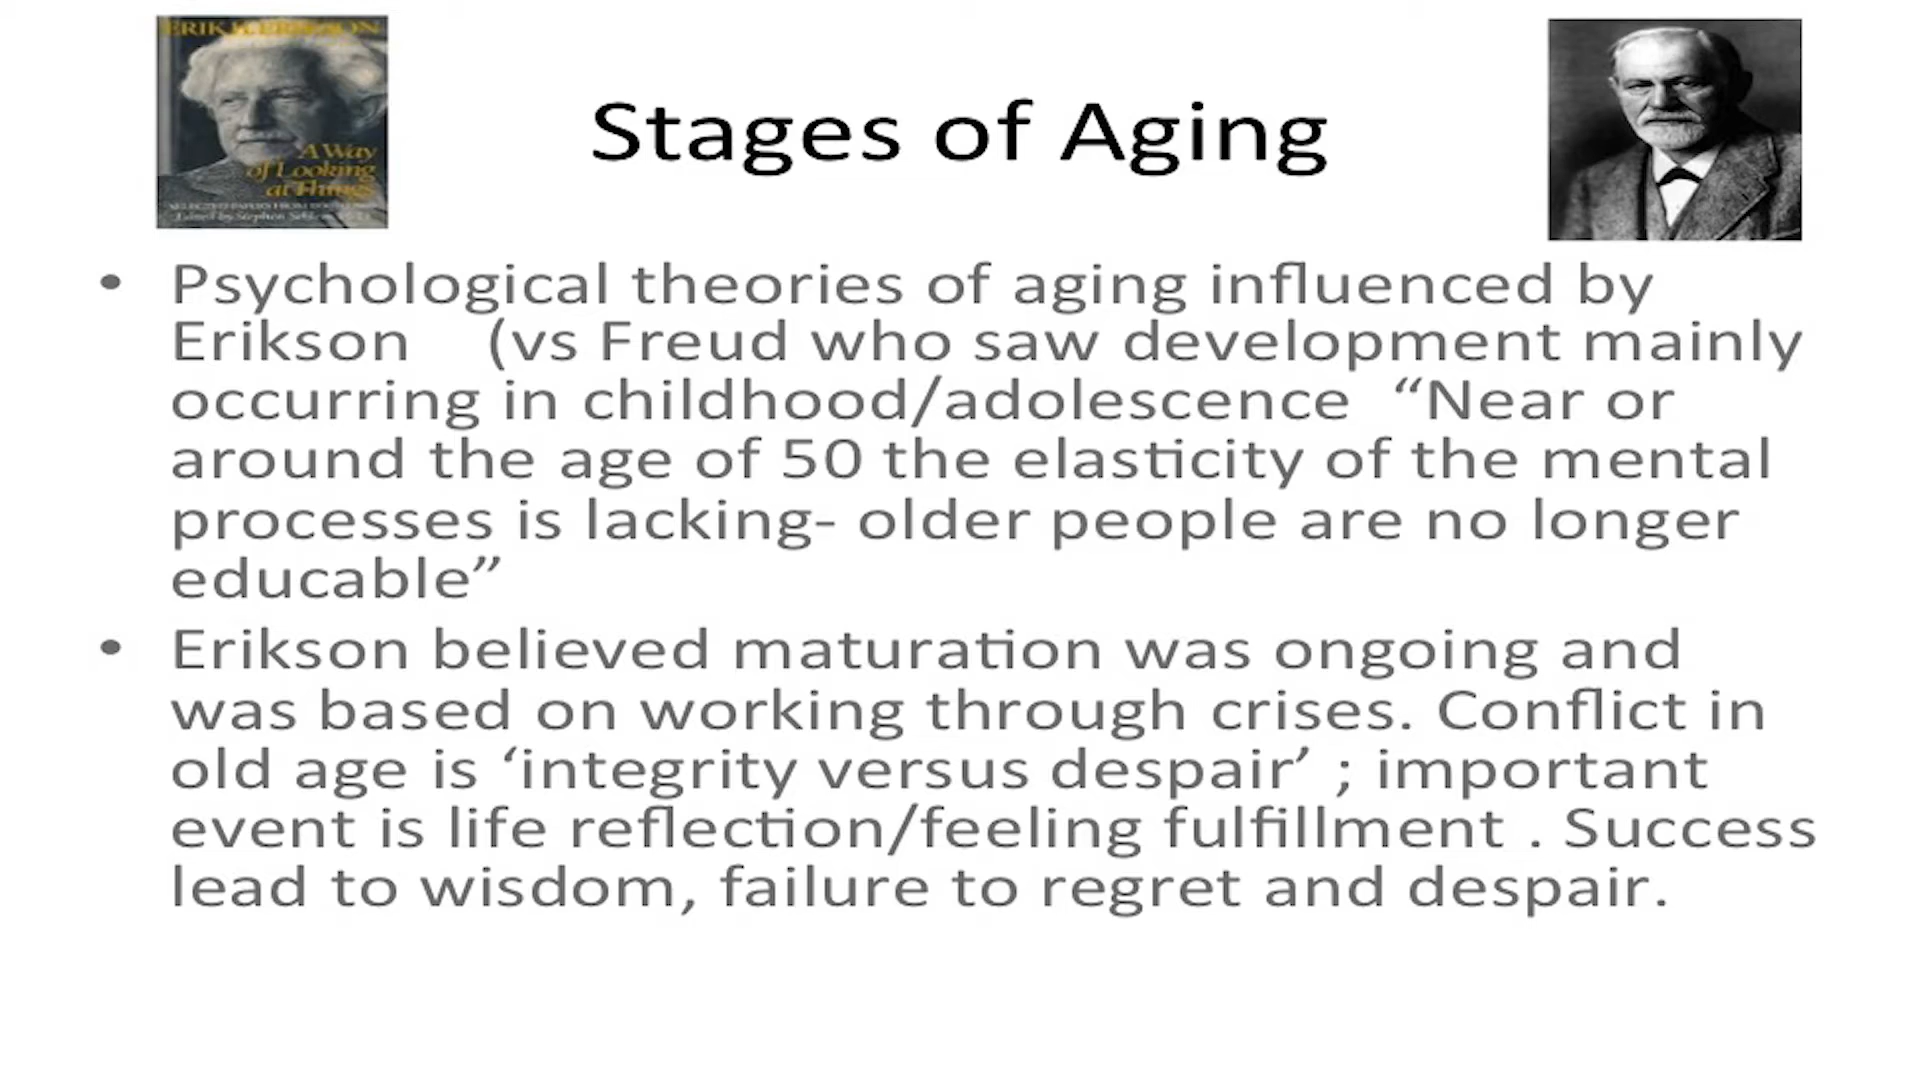 ERIK H. ERIKSON
A Way
of Looking
at Things
Stages of Aging
• Psychological theories of aging influenced by
Erikson (vs Freud who saw development mainly
occurring in childhood/adolescence “Near or
around the age of 50 the elasticity of the mental
processes is lacking- older people are no longer
educable”
• Erikson believed maturation was ongoing and
was based on working through crises. Conflict in
old age is ‘integrity versus despair’ ; important
event is life reflection/feeling fulfillment . Success
lead to wisdom, failure to regret and despair.